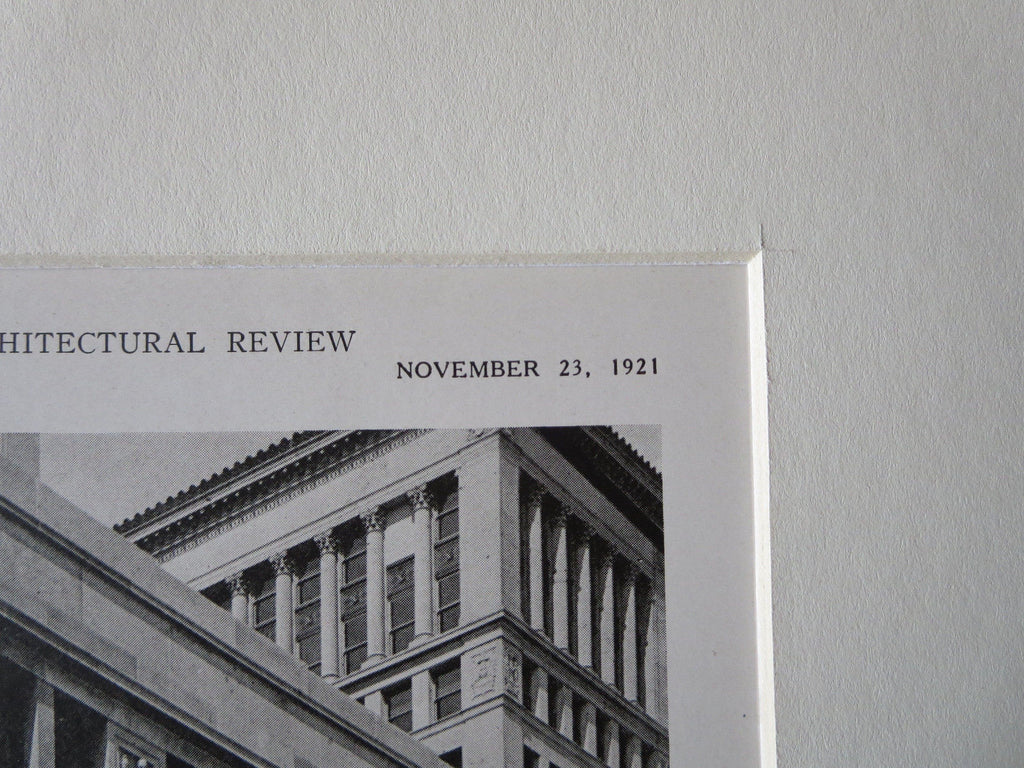 HITECTURAL REVIEW
NOVEMBER 23, 1921